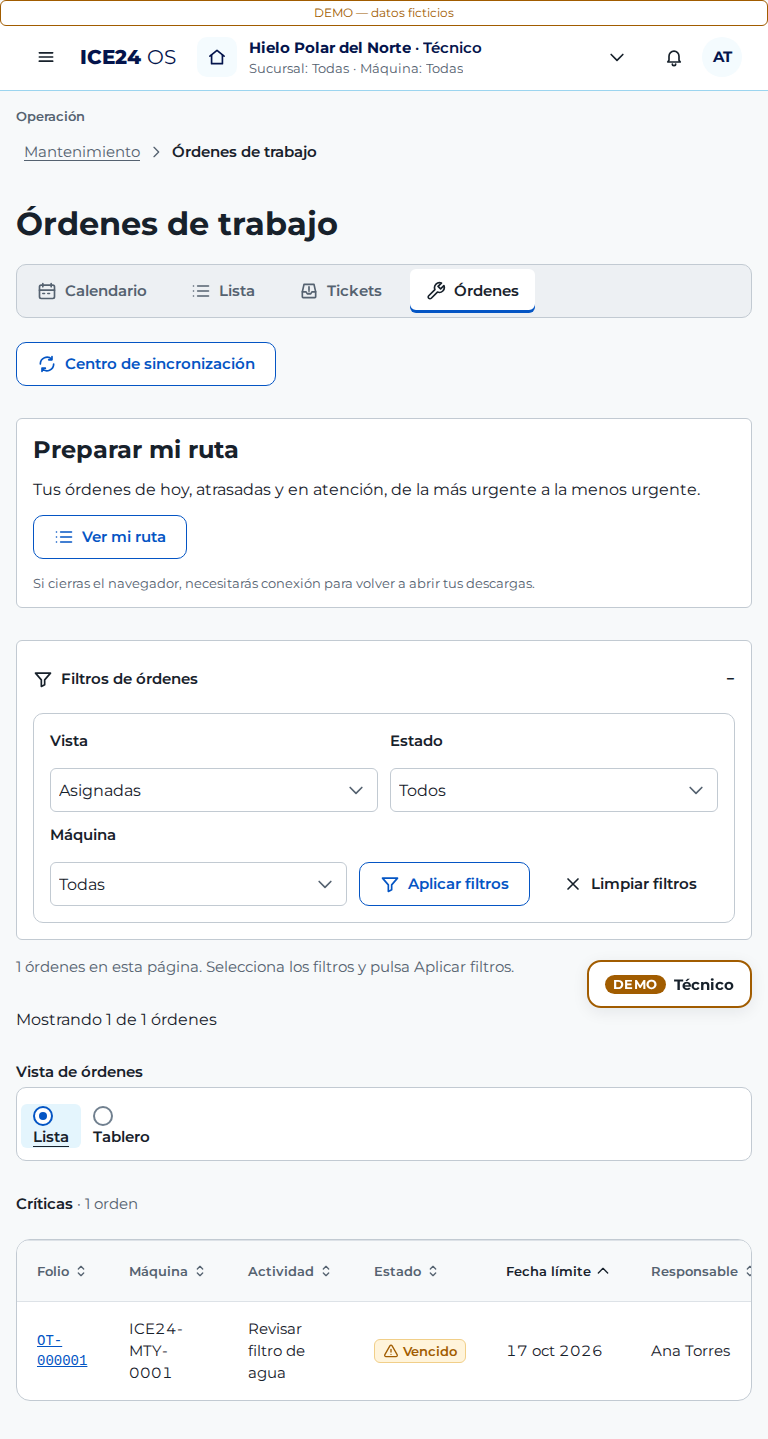 DEMO — datos ficticios
ICE24 OS
Hielo Polar del Norte · Técnico
Sucursal: Todas · Máquina: Todas
AT
Operación
Mantenimiento
Órdenes de trabajo
Órdenes de trabajo
Calendario
Lista
Tickets
Órdenes
Centro de sincronización
Preparar mi ruta
Tus órdenes de hoy, atrasadas y en atención, de la más urgente a la menos urgente.
Ver mi ruta
Si cierras el navegador, necesitarás conexión para volver a abrir tus descargas.
Filtros de órdenes
−
Vista
Estado
Asignadas
Todos
Máquina
Todas
Aplicar filtros
Limpiar filtros
1 órdenes en esta página. Selecciona los filtros y pulsa Aplicar filtros.
DEMO Técnico
Mostrando 1 de 1 órdenes
Vista de órdenes
Lista
Tablero
Críticas · 1 orden
Folio
Máquina
Actividad
Estado
Fecha límite
Responsable
OT-
000001
ICE24-
MTY-
0001
Revisar
filtro de
agua
Vencido
17 oct 2026
Ana Torres